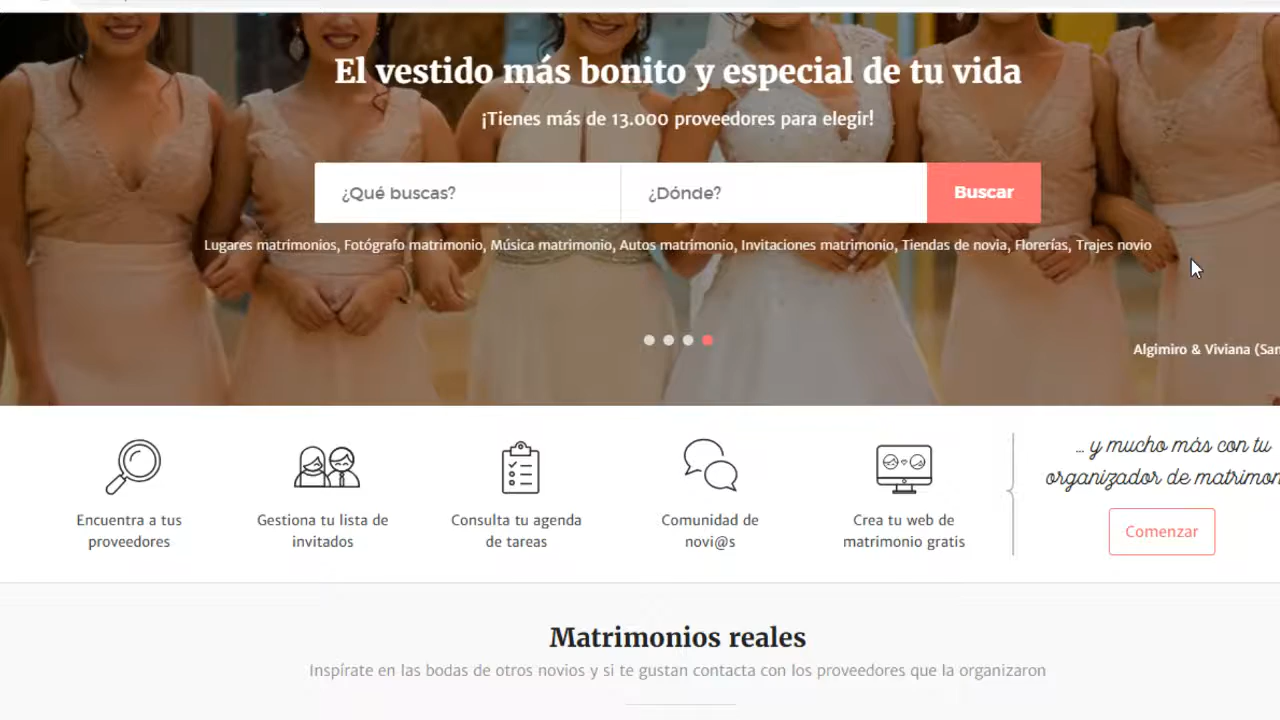 El vestido más bonito y especial de tu vida
¡Tienes más de 13.000 proveedores para elegir!
¿Qué buscas? ¿Dónde? Buscar
Lugares matrimonios, Fotógrafo matrimonio, Música matrimonio, Autos matrimonio, Invitaciones matrimonio, Tiendas de novia, Florerías, Trajes novio
Algimiro & Viviana
Encuentra a tus
proveedores
Gestiona tu lista de
invitados
Consulta tu agenda
de tareas
Comunidad de
novi@s
Crea tu web de
matrimonio gratis
... y mucho más con tu
organizador de
Comenzar
Matrimonios reales
Inspírate en las bodas de otros novios y si te gustan contacta con los proveedores que la organizaron